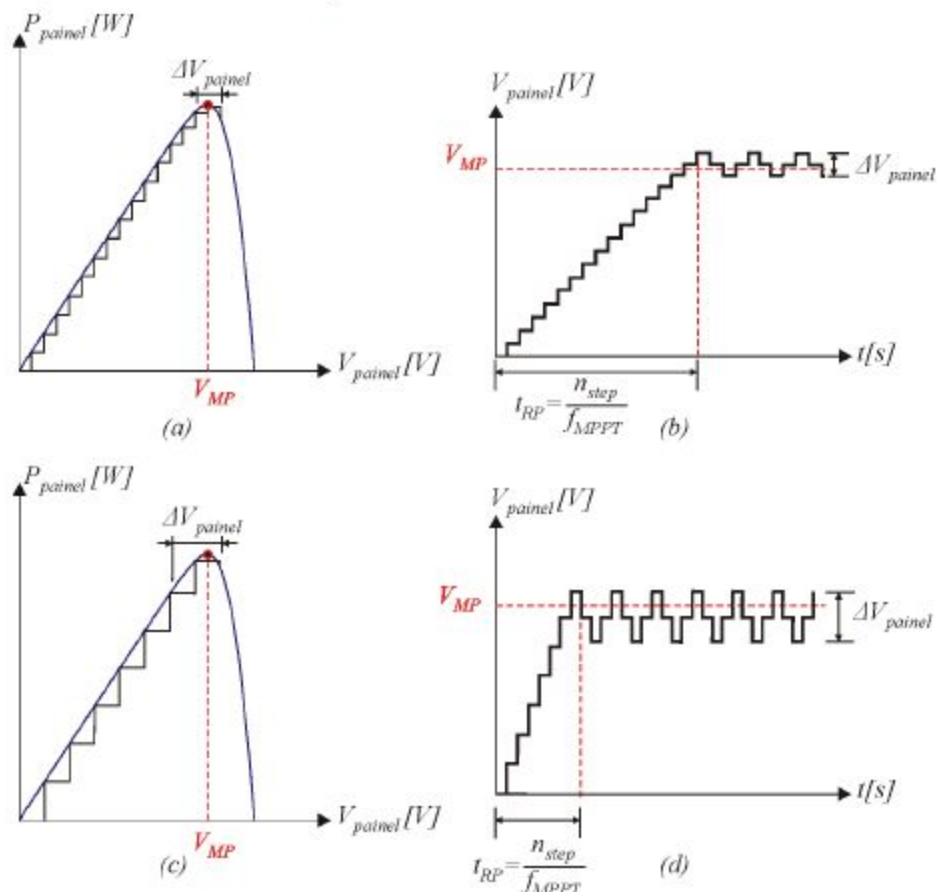 P_painel [W]
ΔV_painel
V_painel [V]
V_MP
(a)
V_painel [V]
V_MP
ΔV_painel
t[s]
t_RP = n_step / f_MPPT
(b)
P_painel [W]
ΔV_painel
V_painel [V]
V_MP
(c)
V_painel [V]
V_MP
ΔV_painel
t[s]
t_RP = n_step / f_MPPT
(d)